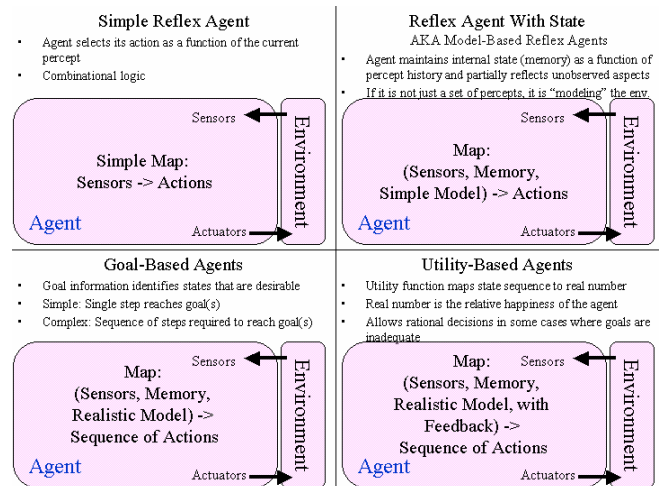 Simple Reflex Agent
• Agent selects its action as a function of the current
percept
• Combinational logic
Sensors
Simple Map:
Sensors -> Actions
Agent
Actuators
Environment
Reflex Agent With State
AKA Model-Based Reflex Agents
• Agent maintains internal state (memory) as a function of
percept history and partially reflects unobserved aspects
• If it is not just a set of percepts, it is “modeling” the env.
Sensors
Map:
(Sensors, Memory,
Simple Model) -> Actions
Agent
Actuators
Environment
Goal-Based Agents
• Goal information identifies states that are desirable
• Simple: Single step reaches goal(s)
• Complex: Sequence of steps required to reach goal(s)
Sensors
Map:
(Sensors, Memory,
Realistic Model) ->
Sequence of Actions
Agent
Actuators
Environment
Utility-Based Agents
• Utility function maps state sequence to real number
• Real number is the relative happiness of the agent
• Allows rational decisions in some cases where goals are
inadequate
Sensors
Map:
(Sensors, Memory,
Realistic Model, with
Feedback) ->
Sequence of Actions
Agent
Actuators
Environment